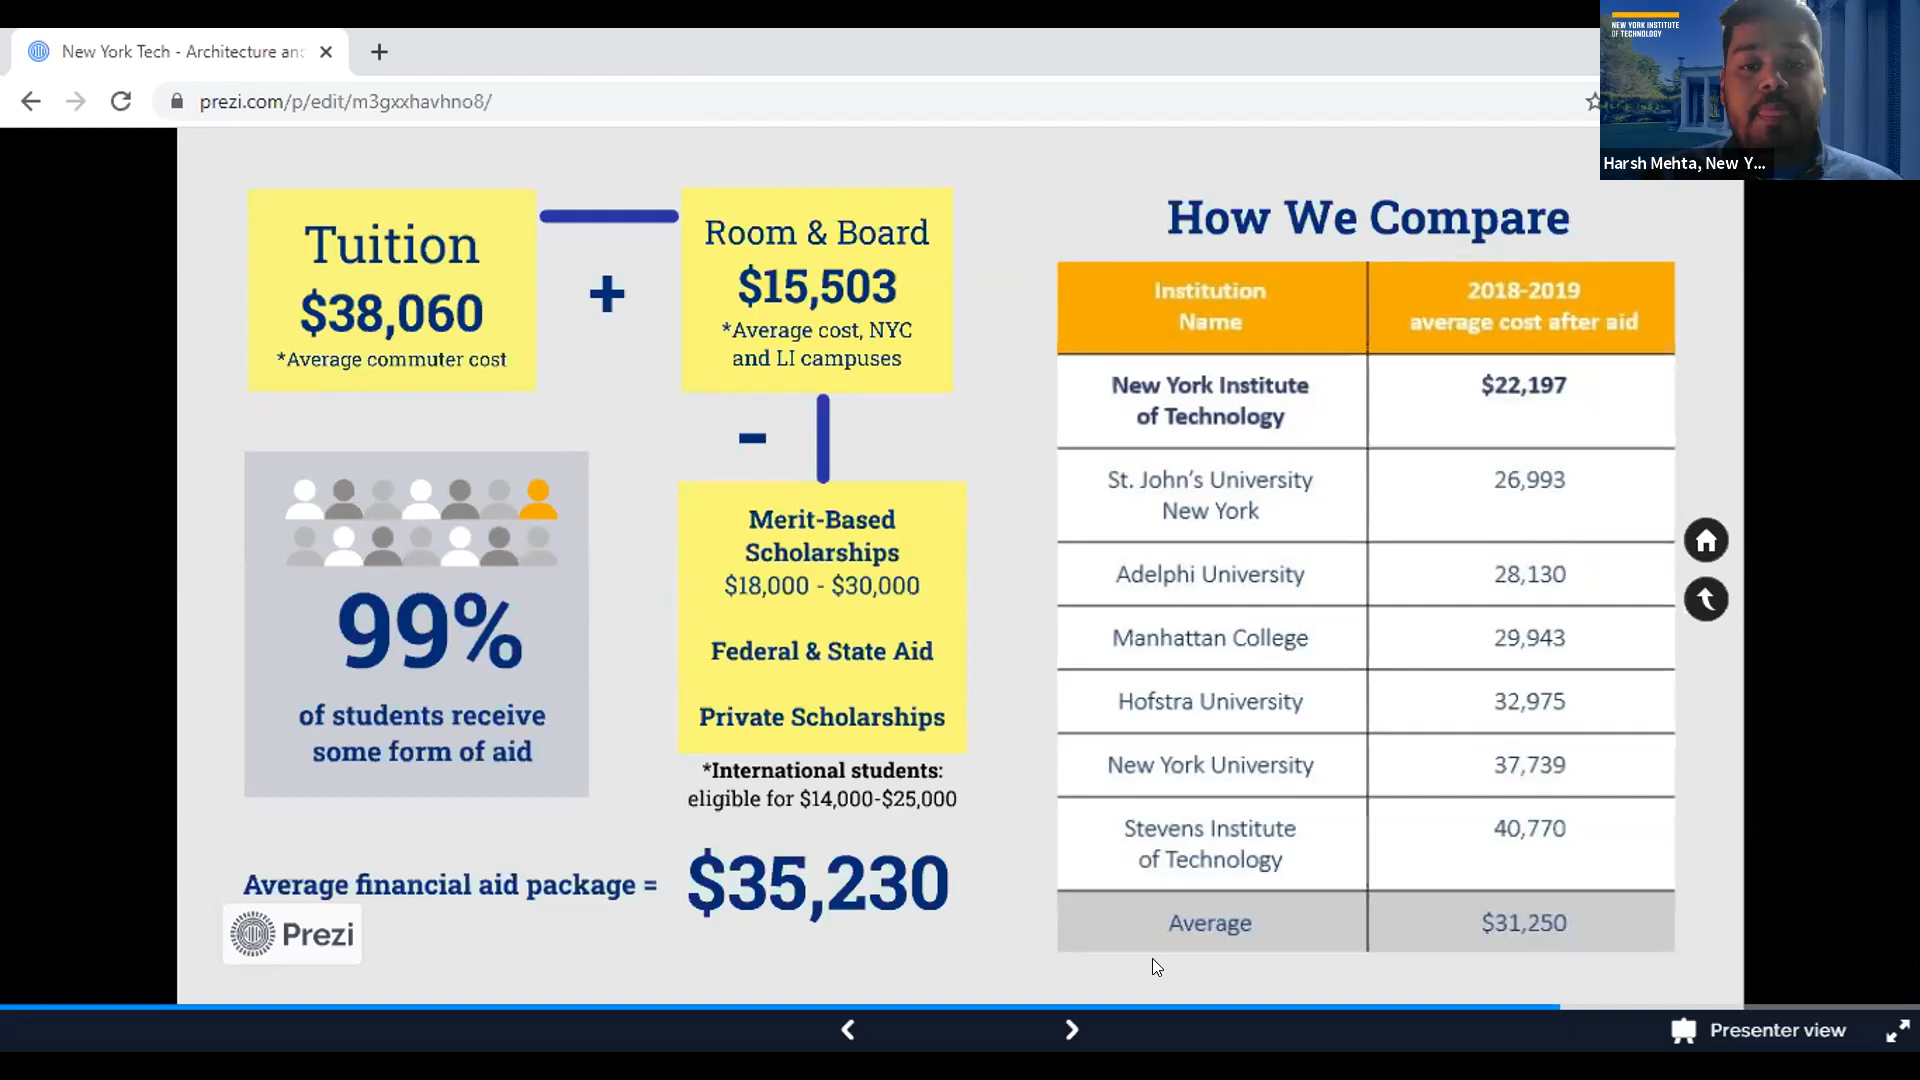 New York Tech - Architecture an
prezi.com/p/edit/m3gxxhavhno8/
NEW YORK INSTITUTE
OF TECHNOLOGY
Harsh Mehta, New Y...
Tuition
$38,060
*Average commuter cost
+
Room & Board
$15,503
*Average cost, NYC
and LI campuses
-
Merit-Based
Scholarships
$18,000 - $30,000
Federal & State Aid
Private Scholarships
*International students:
eligible for $14,000-$25,000
99%
of students receive
some form of aid
Average financial aid package = $35,230
Prezi
How We Compare
Institution Name 2018-2019 average cost after aid
New York Institute of Technology $22,197
St. John's University New York 26,993
Adelphi University 28,130
Manhattan College 29,943
Hofstra University 32,975
New York University 37,739
Stevens Institute of Technology 40,770
Average $31,250
Presenter view